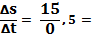 Δs/Δt = 15/0,5 =